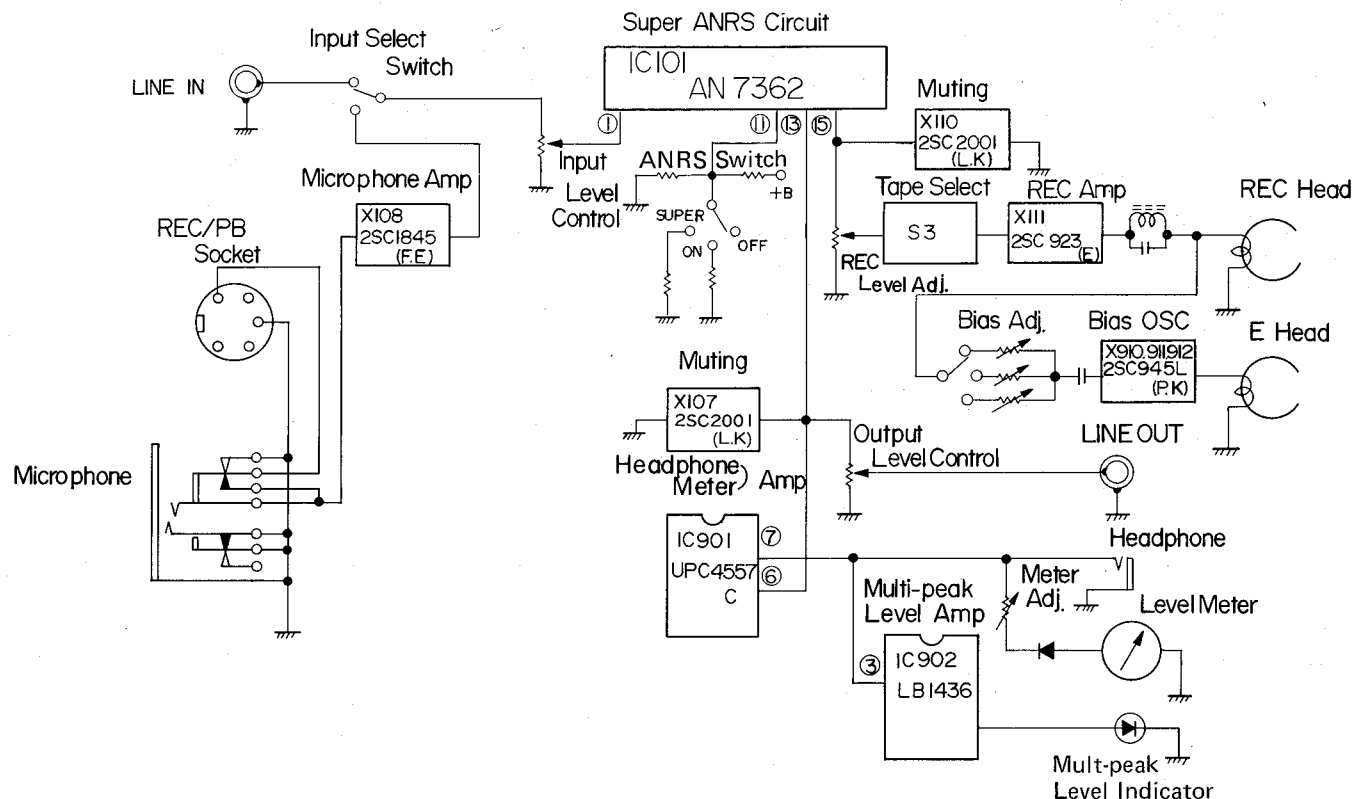 Super ANRS Circuit
Input Select
Switch
LINE IN
IC101
AN 7362
① ⑪ ⑬ ⑮
Muting
X110
2SC2001
(L.K)
Input
Level
Control
ANRS Switch
+B
SUPER
ON
OFF
Microphone Amp
X108
2SC1845
(F.E)
REC/PB
Socket
Tape Select
S3
REC Amp
X111
2SC 923
(E)
REC Head
REC
Level Adj.
Bias Adj.
Bias OSC
X910.911.912
2SC945L
(P.K)
E Head
Muting
X107
2SC2001
(L.K)
Output
Level Control
LINE OUT
Microphone
Headphone
Meter) Amp
IC901
UPC4557
C
⑦
⑥
Headphone
Meter
Adj.
Level Meter
Multi-peak
Level Amp
③
IC902
LB1436
Mult-peak
Level Indicator